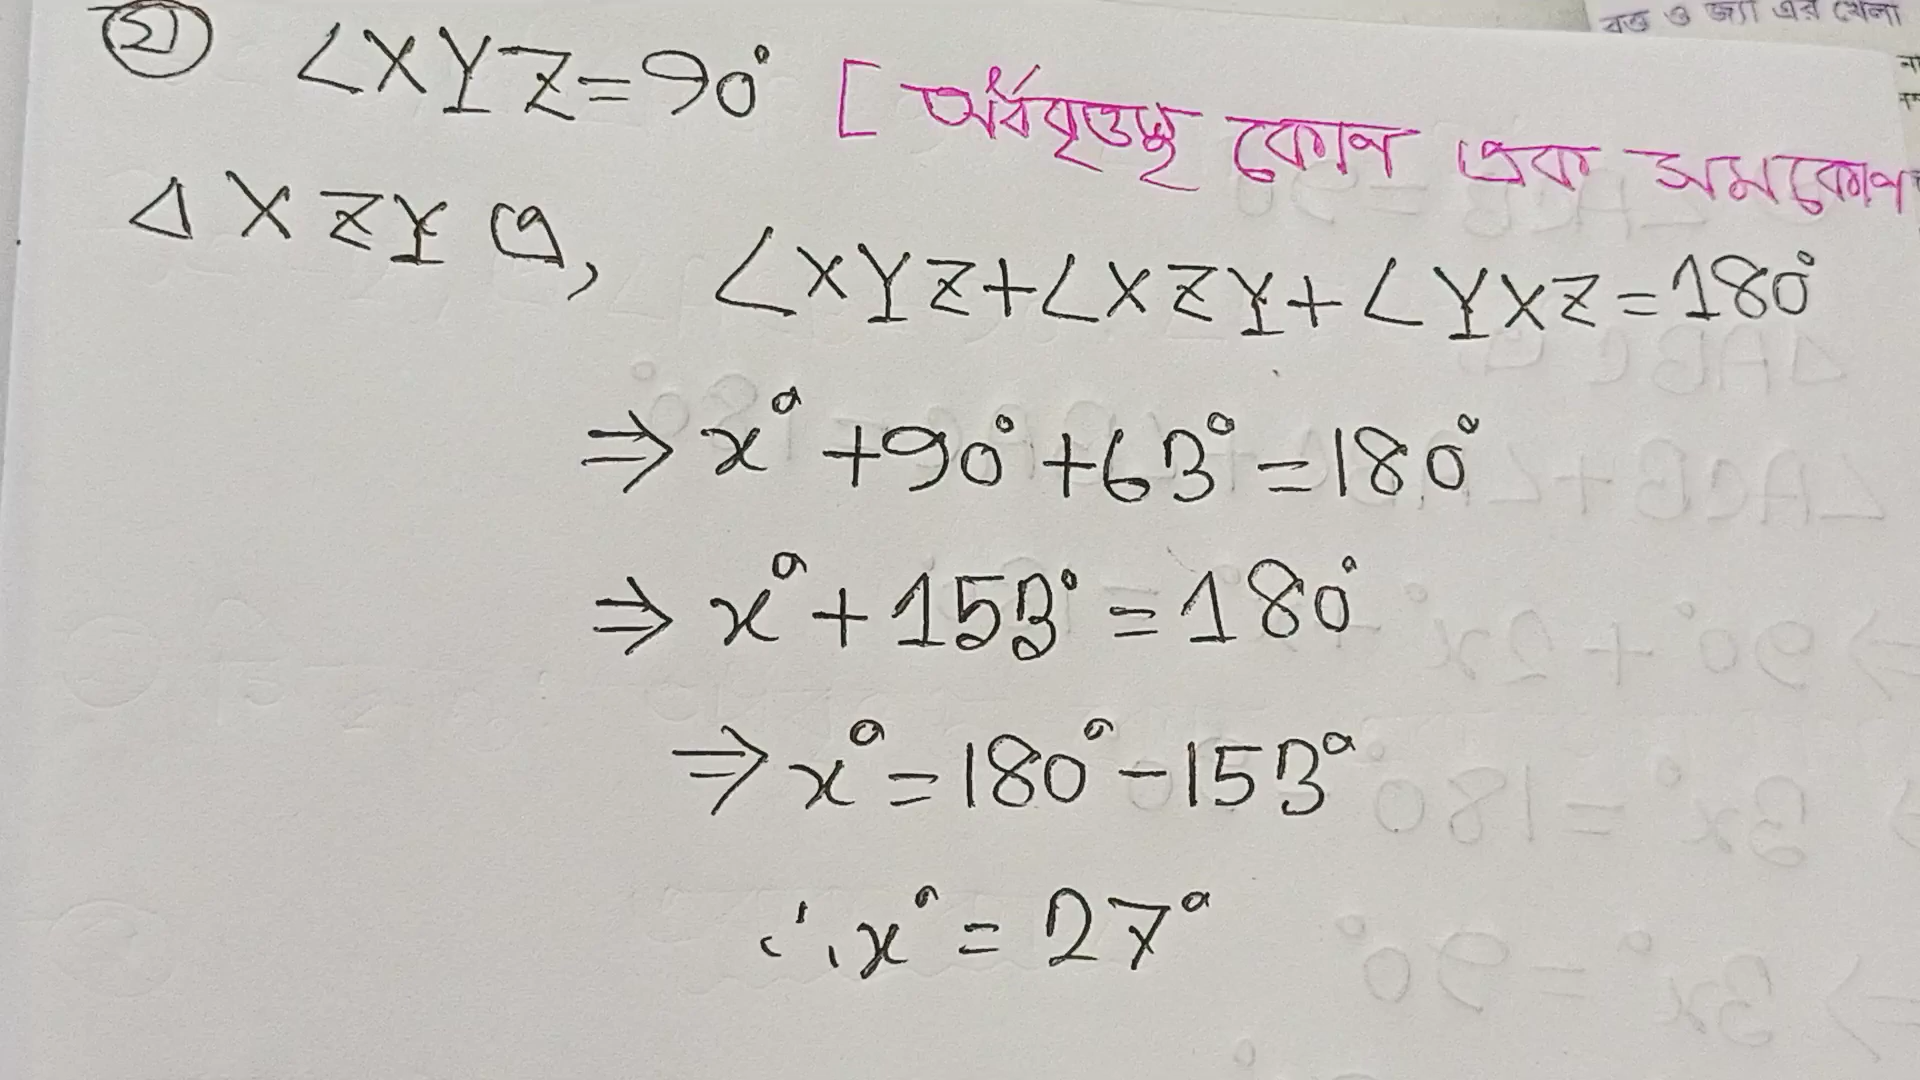 বৃত্ত ও জ্যা এর খেলা
২) ∠XYZ=90° [অর্ধবৃত্তস্থ কোণ এক সমকোণ
Δ XZY এ, ∠XYZ+∠XZY+∠YXZ=180°
⇒ x° +90° +63° =180°
⇒ x° + 153° = 180°
⇒ x° = 180° - 153°
∴ x° = 27°